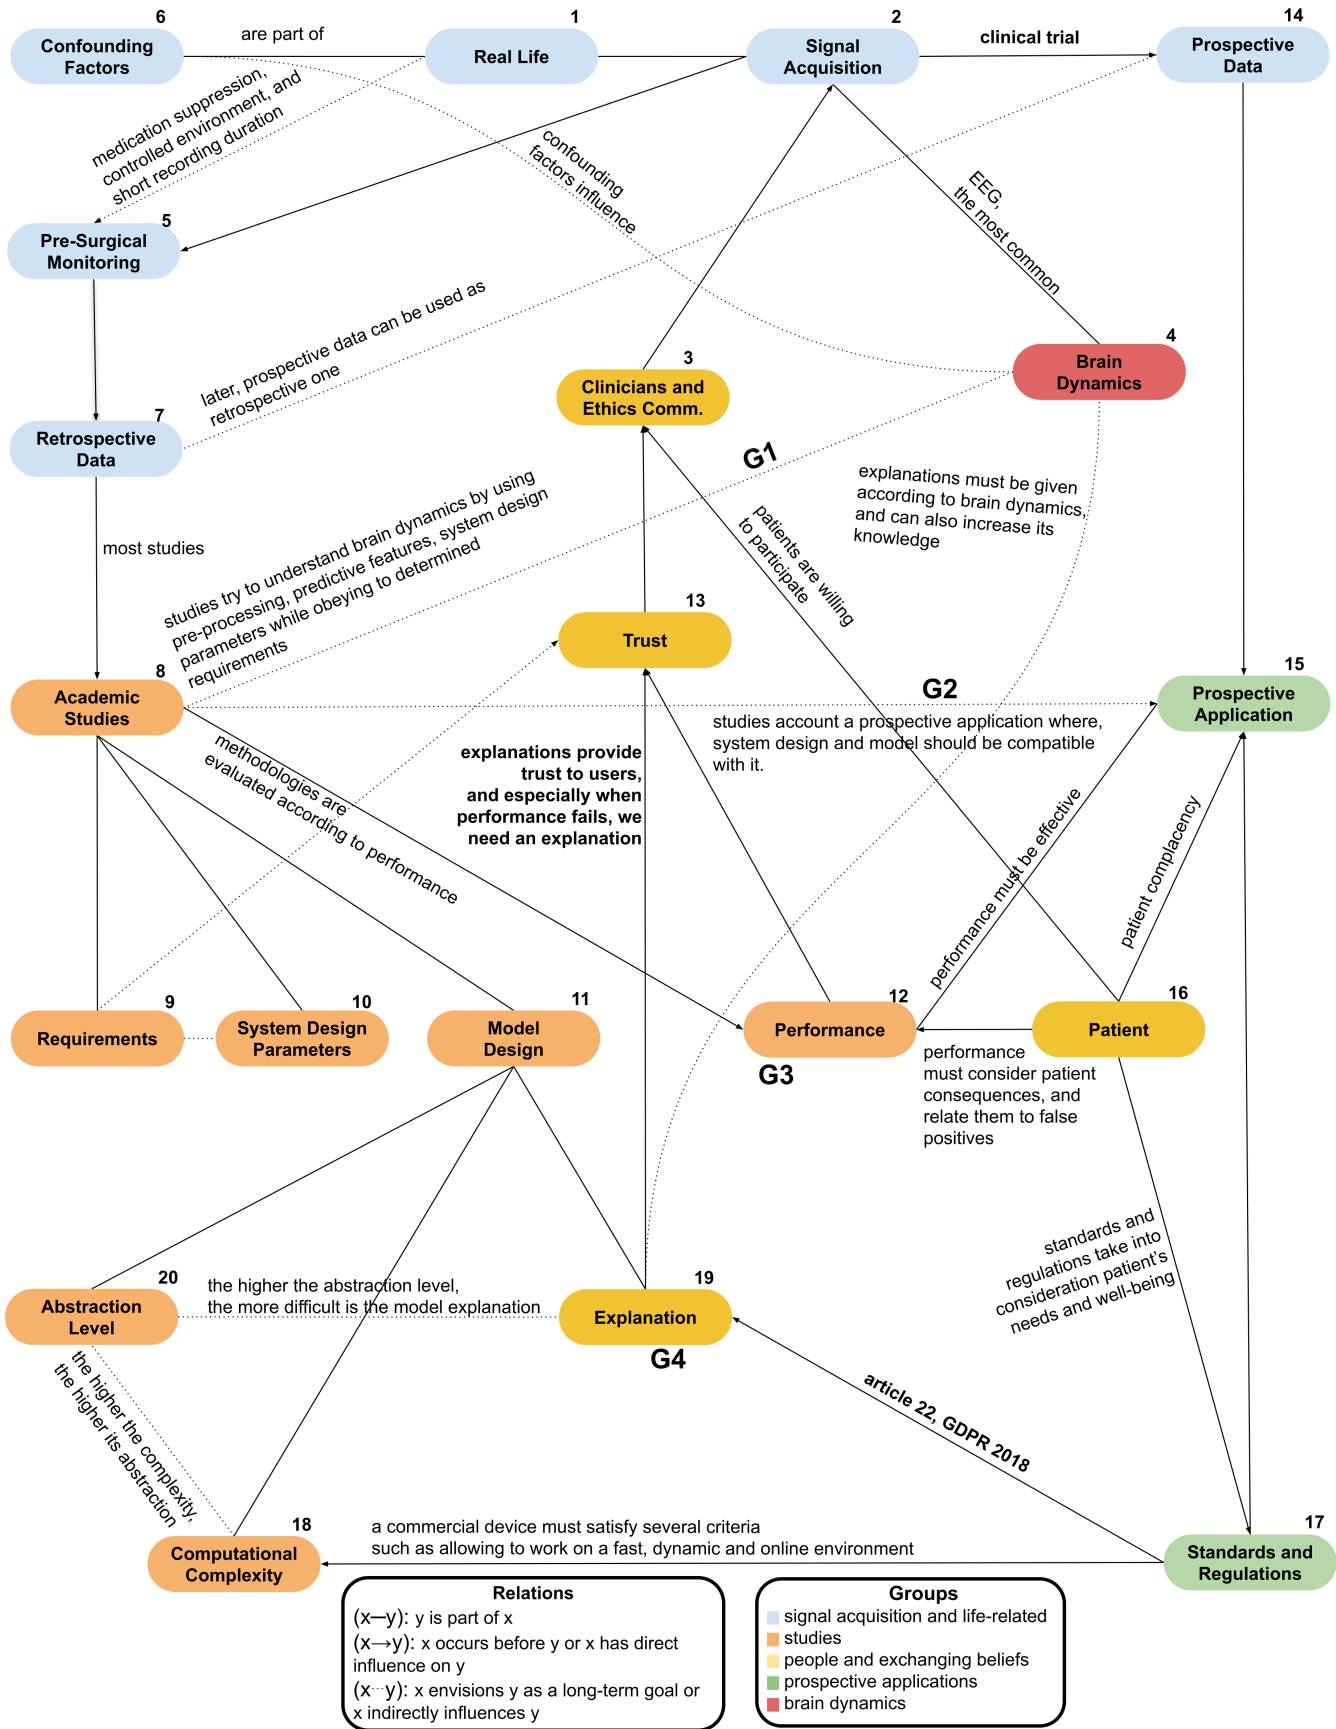 6
Confounding
Factors
are part of
1
Real Life
2
Signal
Acquisition
clinical trial
14
Prospective
Data
medication suppression,
controlled environment, and
short recording duration
confounding
factors influence
EEG,
the most common
5
Pre-Surgical
Monitoring
later, prospective data can be used as
retrospective one
3
Clinicians and
Ethics Comm.
4
Brain
Dynamics
7
Retrospective
Data
G1
explanations must be given
according to brain dynamics,
and can also increase its
knowledge
most studies
studies try to understand brain dynamics by using
pre-processing, predictive features, system design
parameters while obeying to determined
requirements
patients are willing
to participate
13
Trust
8
Academic
Studies
G2
15
Prospective
Application
studies account a prospective application where,
system design and model should be compatible
with it.
methodologies are
evaluated according to performance
explanations provide
trust to users,
and especially when
performance fails, we
need an explanation
performance must be effective
patient complacency
9
Requirements
10
System Design
Parameters
11
Model
Design
12
Performance
G3
16
Patient
performance
must consider patient
consequences, and
relate them to false
positives
standards and
regulations take into
consideration patient's
needs and well-being
20
Abstraction
Level
the higher the abstraction level,
the more difficult is the model explanation
19
Explanation
G4
the higher the complexity,
the higher its abstraction
article 22, GDPR 2018
18
Computational
Complexity
a commercial device must satisfy several criteria
such as allowing to work on a fast, dynamic and online environment
17
Standards and
Regulations
Relations
(x─y): y is part of x
(x→y): x occurs before y or x has direct
influence on y
(x┄y): x envisions y as a long-term goal or
x indirectly influences y
Groups
signal acquisition and life-related
studies
people and exchanging beliefs
prospective applications
brain dynamics